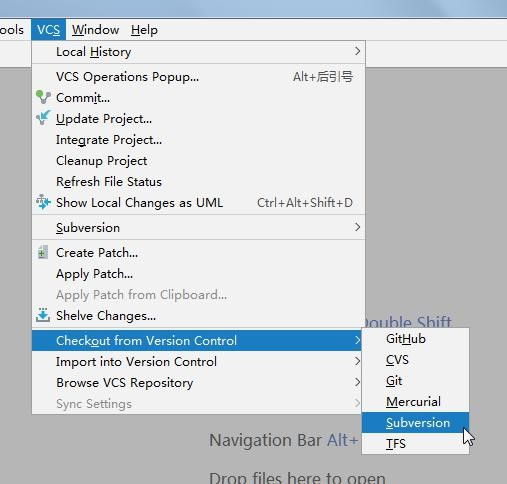 ools VCS Window Help
Local History
VCS Operations Popup... Alt+后引号
Commit...
Update Project...
Integrate Project...
Cleanup Project
Refresh File Status
Show Local Changes as UML Ctrl+Alt+Shift+D
Subversion
Create Patch...
Apply Patch...
Apply Patch from Clipboard...
Shelve Changes...
Double Shift
Checkout from Version Control
GitHub
Import into Version Control
CVS
Browse VCS Repository
Git
Sync Settings
Mercurial
Subversion
TFS
Navigation Bar Alt+
Drop files here to open